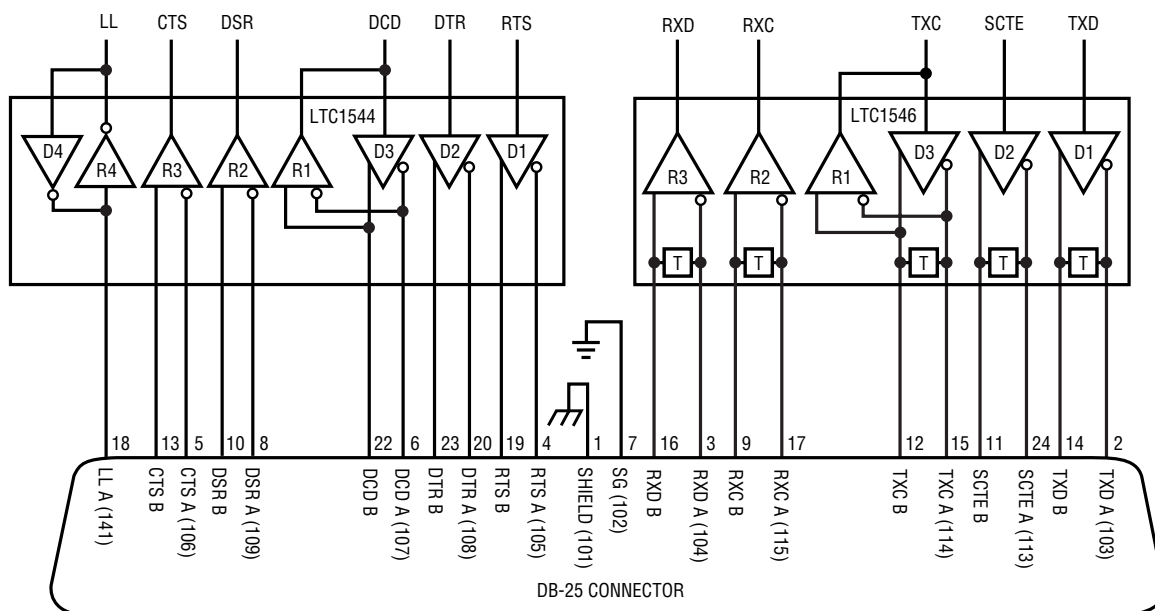 LL CTS DSR DCD DTR RTS RXD RXC TXC SCTE TXD
LTC1544 LTC1546
D4 R4 R3 R2 R1 D3 D2 D1 R3 R2 R1 D3 D2 D1
T T T T T
18 13 5 10 8 22 6 23 20 19 4 1 7 16 3 9 17 12 15 11 24 14 2
LL A (141)
CTS B
CTS A (106)
DSR B
DSR A (109)
DCD B
DCD A (107)
DTR B
DTR A (108)
RTS B
RTS A (105)
SHIELD (101)
SG (102)
RXD B
RXD A (104)
RXC B
RXC A (115)
TXC B
TXC A (114)
SCTE B
SCTE A (113)
TXD B
TXD A (103)
DB-25 CONNECTOR